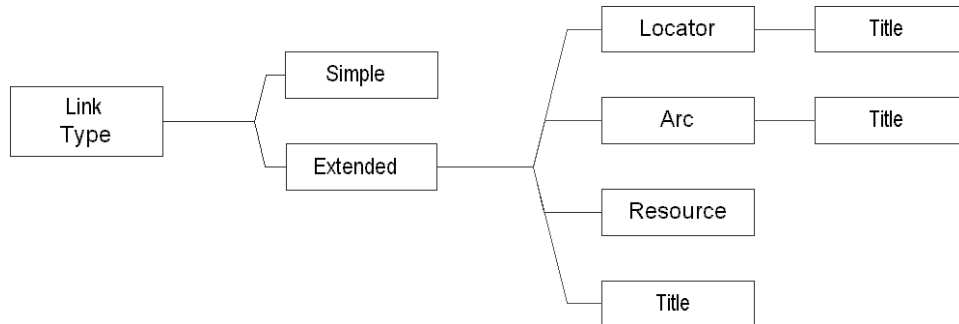 Locator
Title
Simple
Link
Type
Arc
Title
Extended
Resource
Title